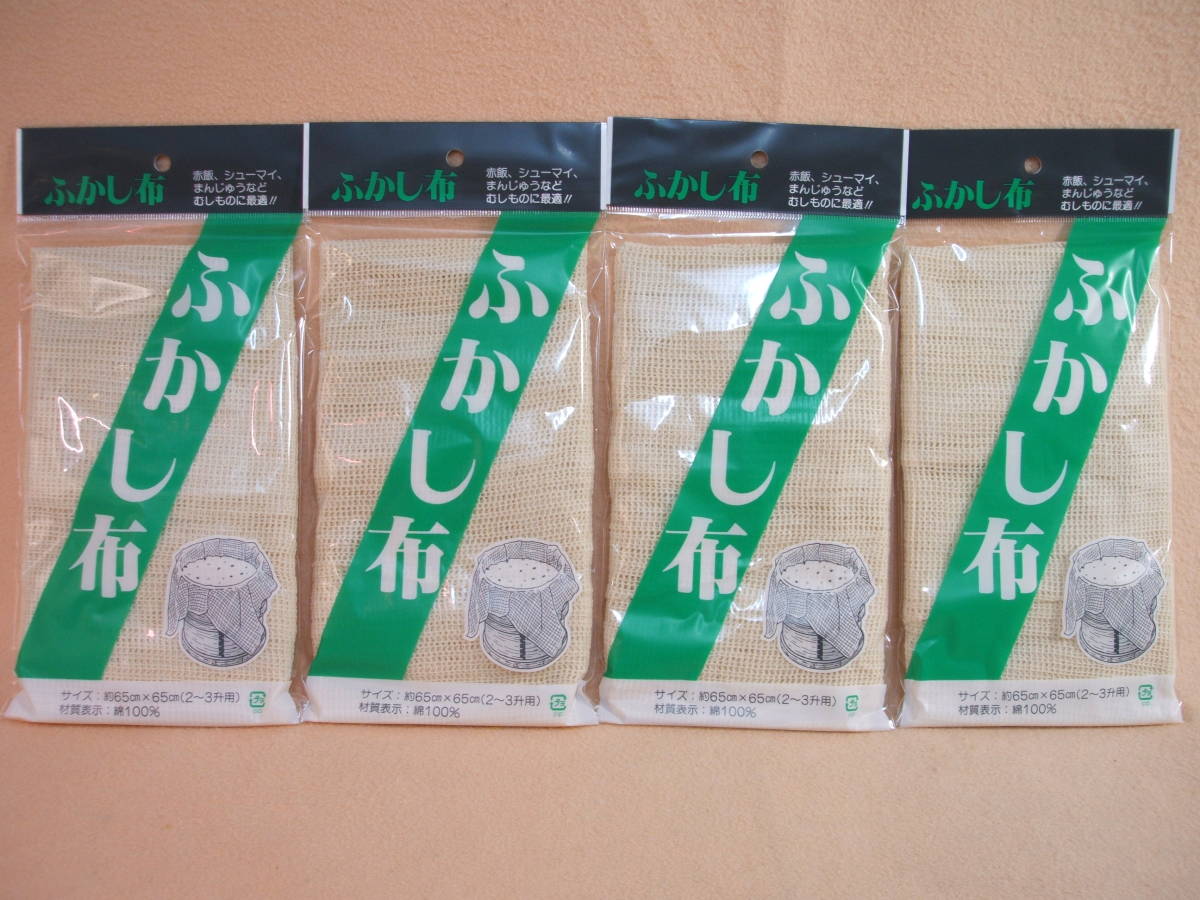 ふかし布
赤飯、シューマイ、
まんじゅうなど
むしものに最適!!
ふかし布
サイズ：約65㎝×65㎝(2〜3升用)
材質表示：綿100%
プラ
ふかし布
赤飯、シューマイ、
まんじゅうなど
むしものに最適!!
ふかし布
サイズ：約65㎝×65㎝(2〜3升用)
材質表示：綿100%
プラ
ふかし布
赤飯、シューマイ、
まんじゅうなど
むしものに最適!!
ふかし布
サイズ：約65㎝×65㎝(2〜3升用)
材質表示：綿100%
プラ
ふかし布
赤飯、シューマイ、
まんじゅうなど
むしものに最適!!
ふかし布
サイズ：約65㎝×65㎝(2〜3升用)
材質表示：綿100%
プラ